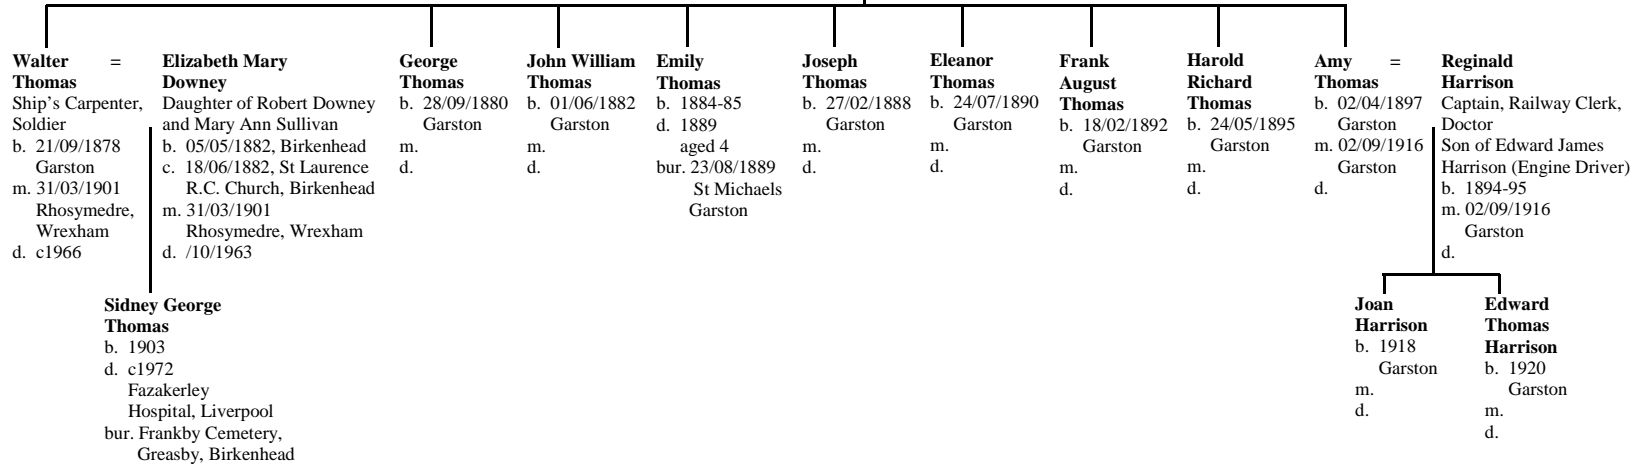 Walter =
Thomas
Ship's Carpenter,
Soldier
b. 21/09/1878
Garston
m. 31/03/1901
Rhosymedre,
Wrexham
d. c1966
Elizabeth Mary
Downey
Daughter of Robert Downey
and Mary Ann Sullivan
b. 05/05/1882, Birkenhead
c. 18/06/1882, St Laurence
R.C. Church, Birkenhead
m. 31/03/1901
Rhosymedre, Wrexham
d. /10/1963
George
Thomas
b. 28/09/1880
Garston
m.
d.
John William
Thomas
b. 01/06/1882
Garston
m.
d.
Emily
Thomas
b. 1884-85
d. 1889
aged 4
bur. 23/08/1889
St Michaels
Garston
Joseph
Thomas
b. 27/02/1888
Garston
m.
d.
Eleanor
Thomas
b. 24/07/1890
Garston
m.
d.
Frank
August
Thomas
b. 18/02/1892
Garston
m.
d.
Harold
Richard
Thomas
b. 24/05/1895
Garston
m.
d.
Amy =
Thomas
b. 02/04/1897
Garston
m. 02/09/1916
Garston
d.
Reginald
Harrison
Captain, Railway Clerk,
Doctor
Son of Edward James
Harrison (Engine Driver)
b. 1894-95
m. 02/09/1916
Garston
d.
Sidney George
Thomas
b. 1903
d. c1972
Fazakerley
Hospital, Liverpool
bur. Frankby Cemetery,
Greasby, Birkenhead
Joan
Harrison
b. 1918
Garston
m.
d.
Edward
Thomas
Harrison
b. 1920
Garston
m.
d.